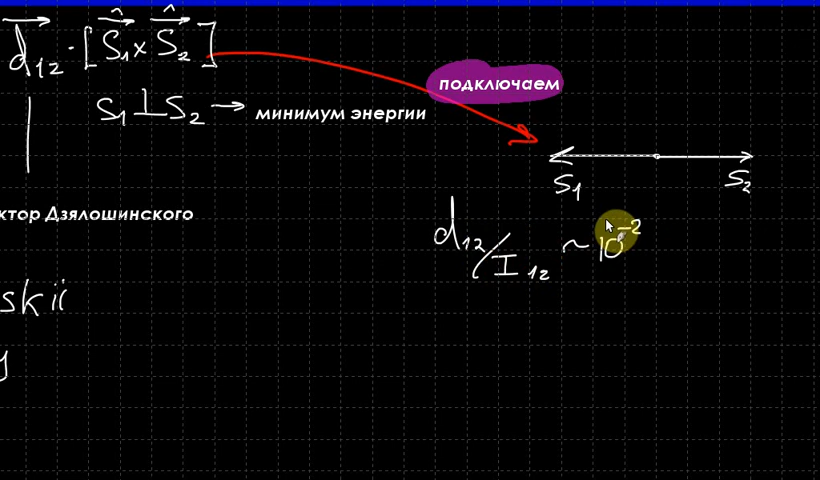 d₁₂ · [S₁ × S₂]
подключаем
S₁ ⊥ S₂ → минимум энергии
S₁ S₂
ктор Дзялошинского
d₁₂/I₁₂ ~ 10⁻²
skii
y